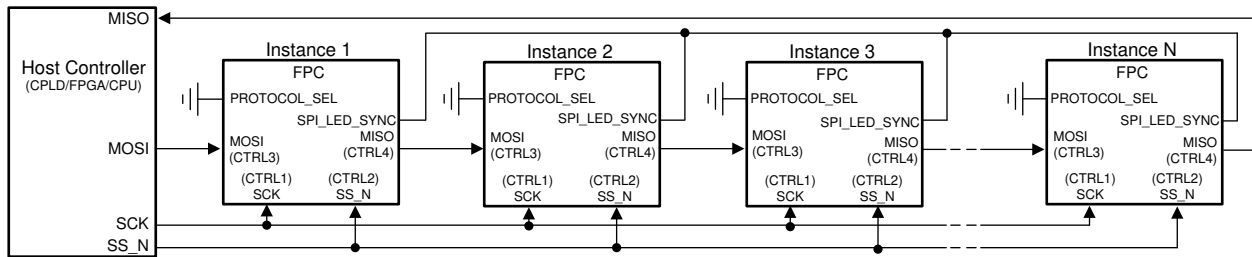 MISO
Host Controller
(CPLD/FPGA/CPU)
MOSI
SCK
SS_N
Instance 1
FPC
PROTOCOL_SEL
SPI_LED_SYNC
MOSI
(CTRL3)
MISO
(CTRL4)
(CTRL1)
SCK
(CTRL2)
SS_N
Instance 2
FPC
PROTOCOL_SEL
SPI_LED_SYNC
MOSI
(CTRL3)
MISO
(CTRL4)
(CTRL1)
SCK
(CTRL2)
SS_N
Instance 3
FPC
PROTOCOL_SEL
SPI_LED_SYNC
MOSI
(CTRL3)
MISO
(CTRL4)
(CTRL1)
SCK
(CTRL2)
SS_N
Instance N
FPC
PROTOCOL_SEL
SPI_LED_SYNC
MOSI
(CTRL3)
MISO
(CTRL4)
(CTRL1)
SCK
(CTRL2)
SS_N